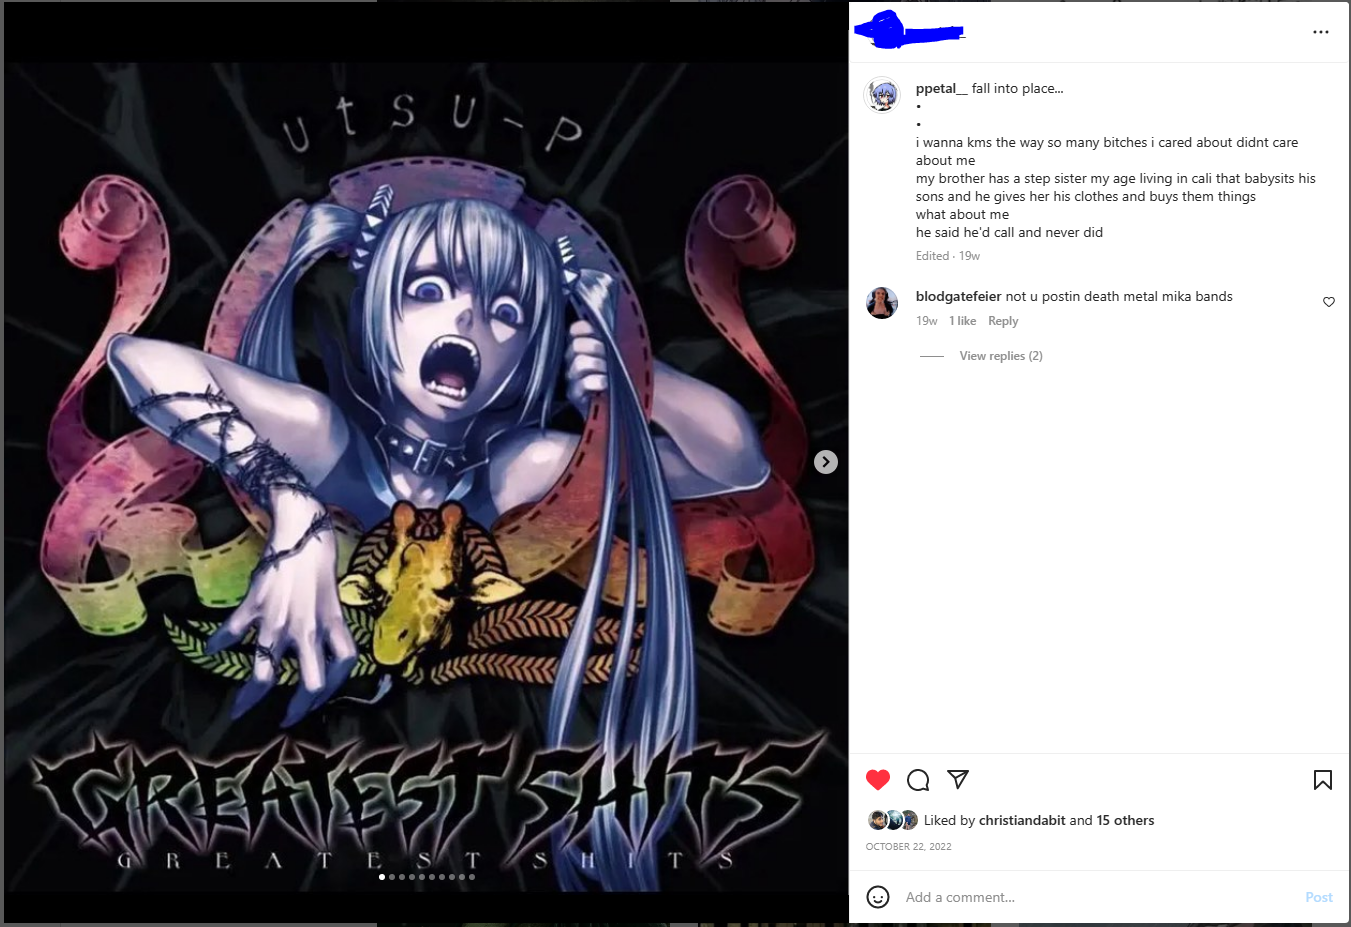 utsu-p
GREATEST SHITS
GREATEST SHITS
ppetal__ fall into place...
•
•
i wanna kms the way so many bitches i cared about didnt care
about me
my brother has a step sister my age living in cali that babysits his
sons and he gives her his clothes and buys them things
what about me
he said he'd call and never did
Edited · 19w
blodgatefeier not u postin death metal mika bands
19w 1 like Reply
View replies (2)
Liked by christiandabit and 15 others
OCTOBER 22, 2022
Add a comment... Post